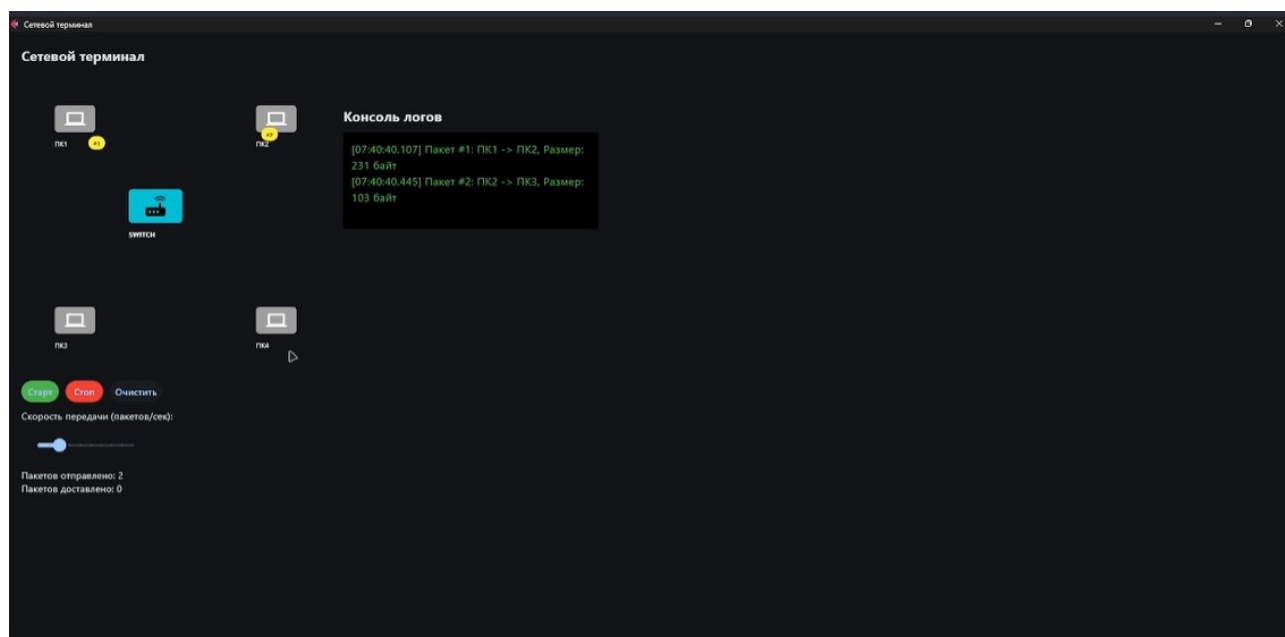 Сетевой терминал
Сетевой терминал
ПК1
#1
ПК2
#2
SWITCH
ПК3
ПК4
Консоль логов
[07:40:40.107] Пакет #1: ПК1 -> ПК2, Размер:
231 байт
[07:40:40.445] Пакет #2: ПК2 -> ПК3, Размер:
103 байт
Старт
Стоп
Очистить
Скорость передачи (пакетов/сек):
Пакетов отправлено: 2
Пакетов доставлено: 0